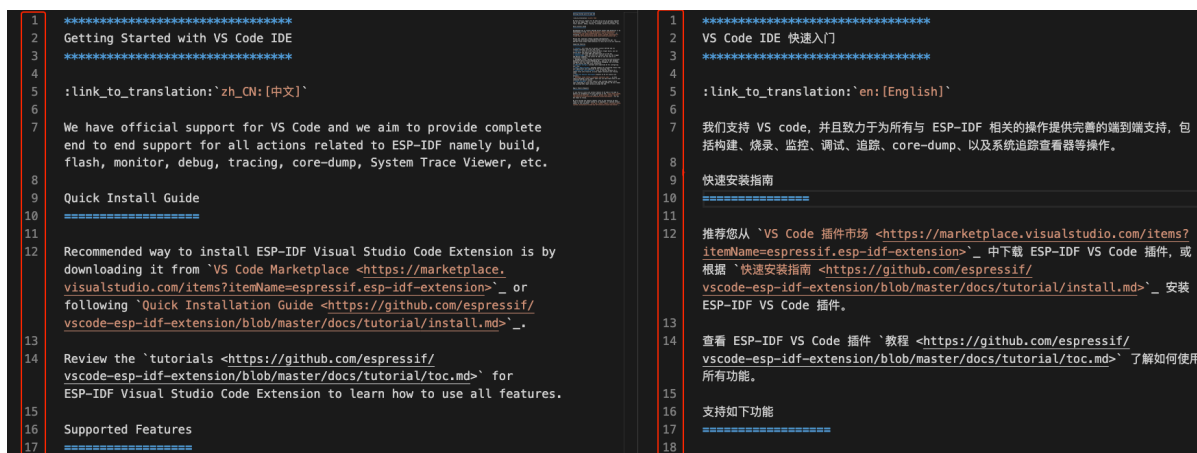 1 ********************************
2 Getting Started with VS Code IDE
3 ********************************
4
5 :link_to_translation:`zh_CN:[中文]`
6
7 We have official support for VS Code and we aim to provide complete
end to end support for all actions related to ESP-IDF namely build,
flash, monitor, debug, tracing, core-dump, System Trace Viewer, etc.
8
9 Quick Install Guide
10 ===================
11
12 Recommended way to install ESP-IDF Visual Studio Code Extension is by
downloading it from `VS Code Marketplace <https://marketplace.
visualstudio.com/items?itemName=espressif.esp-idf-extension>`_ or
following `Quick Installation Guide <https://github.com/espressif/
vscode-esp-idf-extension/blob/master/docs/tutorial/install.md>`_.
13
14 Review the `tutorials <https://github.com/espressif/
vscode-esp-idf-extension/blob/master/docs/tutorial/toc.md>` for
ESP-IDF Visual Studio Code Extension to learn how to use all features.
15
16 Supported Features
17 ==================
1 ********************************
2 VS Code IDE 快速入门
3 ********************************
4
5 :link_to_translation:`en:[English]`
6
7 我们支持 VS code，并且致力于为所有与 ESP-IDF 相关的操作提供完善的端到端支持，包
括构建、烧录、监控、调试、追踪、core-dump、以及系统追踪查看器等操作。
8
9 快速安装指南
10 ===============
11
12 推荐您从 `VS Code 插件市场 <https://marketplace.visualstudio.com/items?
itemName=espressif.esp-idf-extension>`_ 中下载 ESP-IDF VS Code 插件，或
根据 `快速安装指南 <https://github.com/espressif/
vscode-esp-idf-extension/blob/master/docs/tutorial/install.md>`_ 安装
ESP-IDF VS Code 插件。
13
14 查看 ESP-IDF VS Code 插件 `教程 <https://github.com/espressif/
vscode-esp-idf-extension/blob/master/docs/tutorial/toc.md>` 了解如何使用
所有功能。
15
16 支持如下功能
17 ==================
18